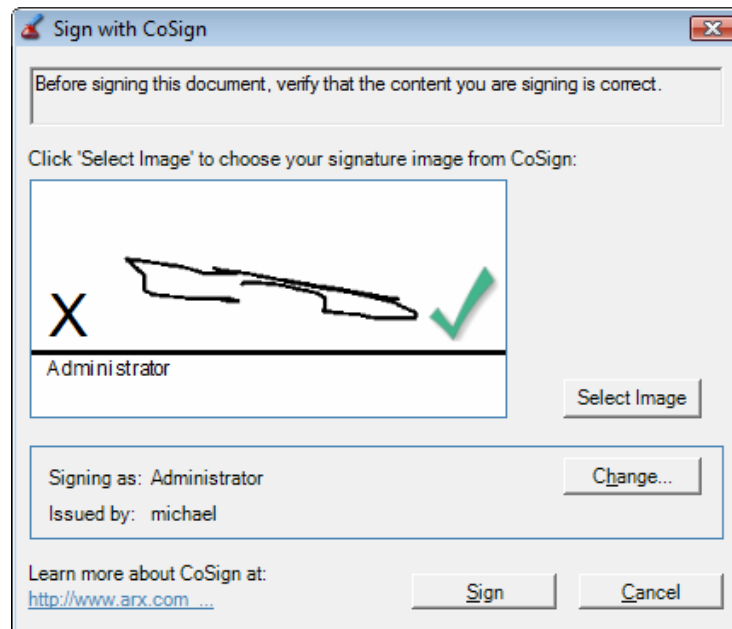 Sign with CoSign
Before signing this document, verify that the content you are signing is correct.
Click 'Select Image' to choose your signature image from CoSign:
X
Administrator
Select Image
Signing as: Administrator
Change...
Issued by: michael
Learn more about CoSign at:
http://www.arx.com ...
Sign
Cancel